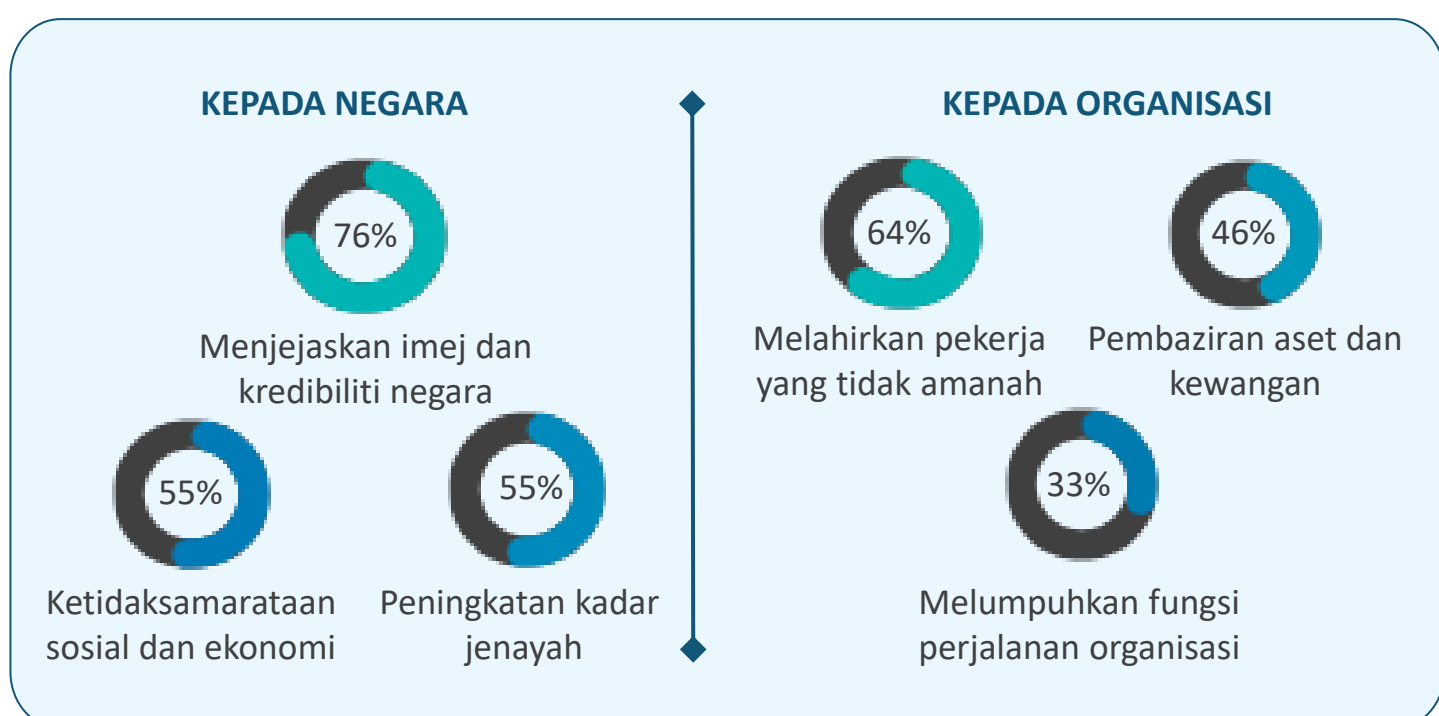 KEPADA NEGARA
76%
Menjejaskan imej dan
kredibiliti negara
55%
Ketidaksamarataan
sosial dan ekonomi
55%
Peningkatan kadar
jenayah
KEPADA ORGANISASI
64%
Melahirkan pekerja
yang tidak amanah
46%
Pembaziran aset dan
kewangan
33%
Melumpuhkan fungsi
perjalanan organisasi